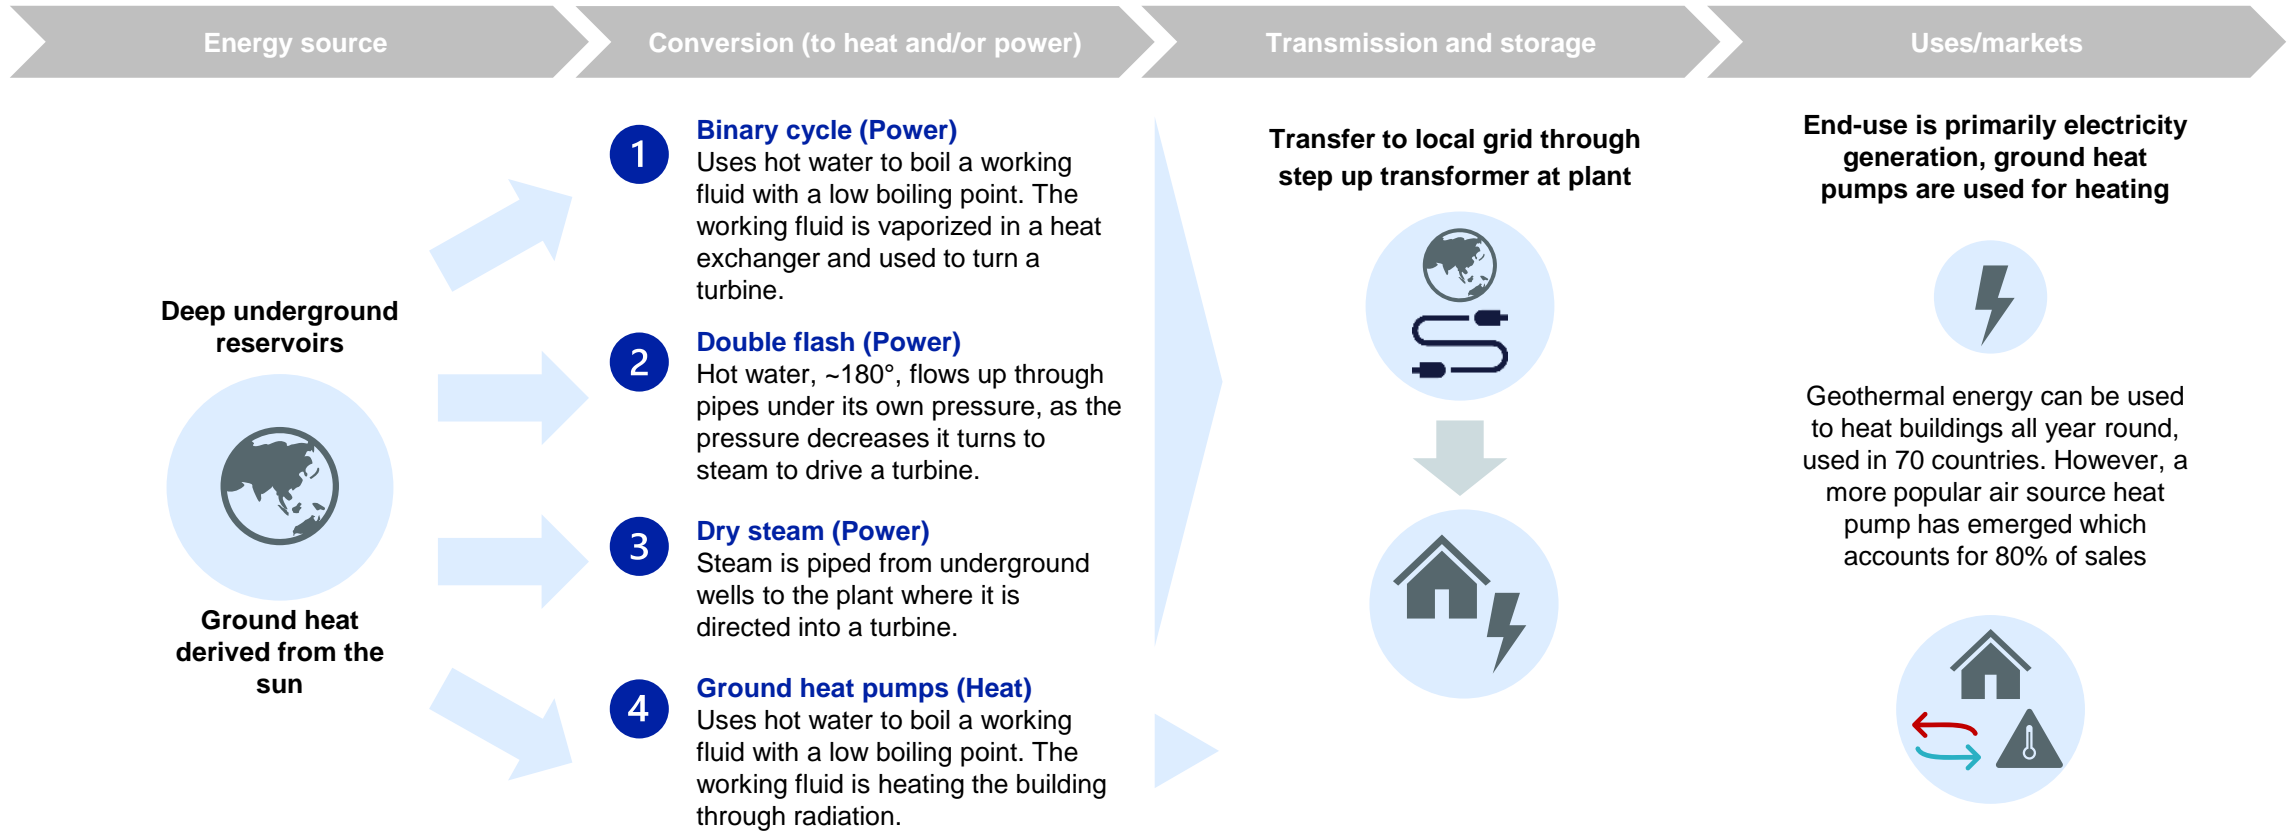 Energy source
Conversion (to heat and/or power)
Transmission and storage
Uses/markets
Deep underground
reservoirs
Ground heat
derived from the
sun
1
Binary cycle (Power)
Uses hot water to boil a working
fluid with a low boiling point. The
working fluid is vaporized in a heat
exchanger and used to turn a
turbine.
2
Double flash (Power)
Hot water, ~180°, flows up through
pipes under its own pressure, as the
pressure decreases it turns to
steam to drive a turbine.
3
Dry steam (Power)
Steam is piped from underground
wells to the plant where it is
directed into a turbine.
4
Ground heat pumps (Heat)
Uses hot water to boil a working
fluid with a low boiling point. The
working fluid is heating the building
through radiation.
Transfer to local grid through
step up transformer at plant
End-use is primarily electricity
generation, ground heat
pumps are used for heating
Geothermal energy can be used
to heat buildings all year round,
used in 70 countries. However, a
more popular air source heat
pump has emerged which
accounts for 80% of sales